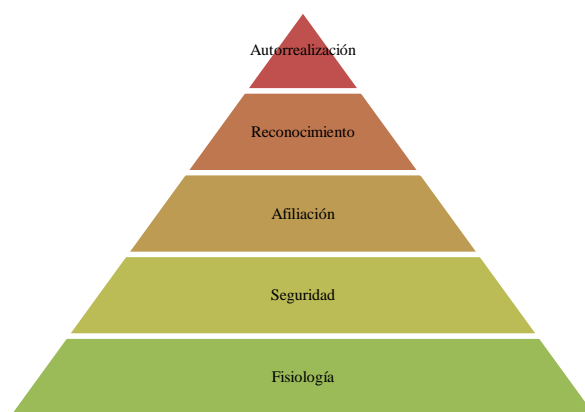 Autorrealización
Reconocimiento
Afiliación
Seguridad
Fisiología